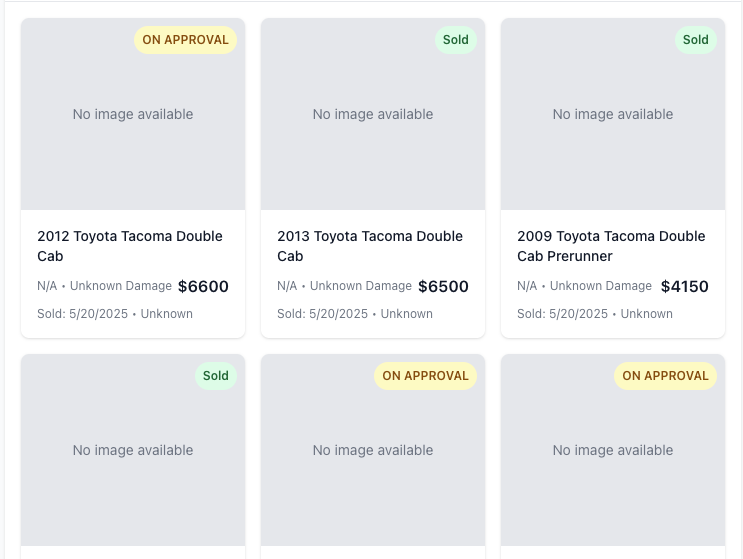 ON APPROVAL
No image available
2012 Toyota Tacoma Double
Cab
N/A • Unknown Damage $6600
Sold: 5/20/2025 • Unknown
Sold
No image available
2013 Toyota Tacoma Double
Cab
N/A • Unknown Damage $6500
Sold: 5/20/2025 • Unknown
Sold
No image available
2009 Toyota Tacoma Double
Cab Prerunner
N/A • Unknown Damage $4150
Sold: 5/20/2025 • Unknown
Sold
No image available
ON APPROVAL
No image available
ON APPROVAL
No image available